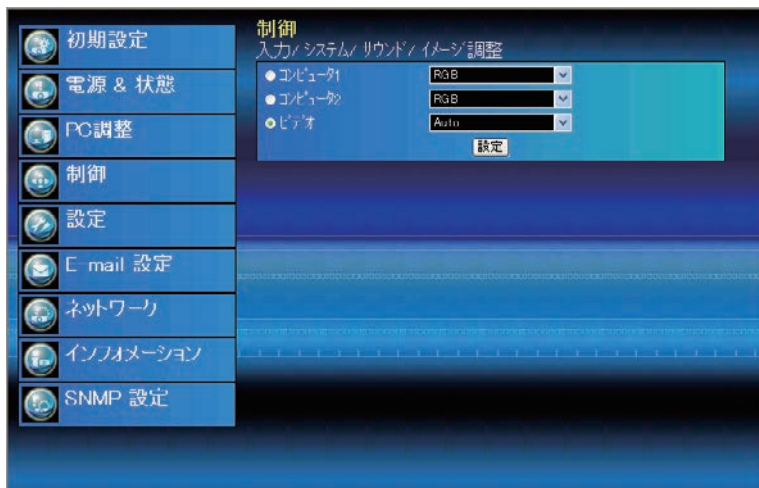 初期設定
電源 & 状態
PC調整
制御
設定
E-mail 設定
ネットワーク
インフォメーション
SNMP 設定
制御
入力/ システム/ サウンド/ イメージ調整
コンピュータ1 RGB
コンピュータ2 RGB
ビデオ Auto
設定